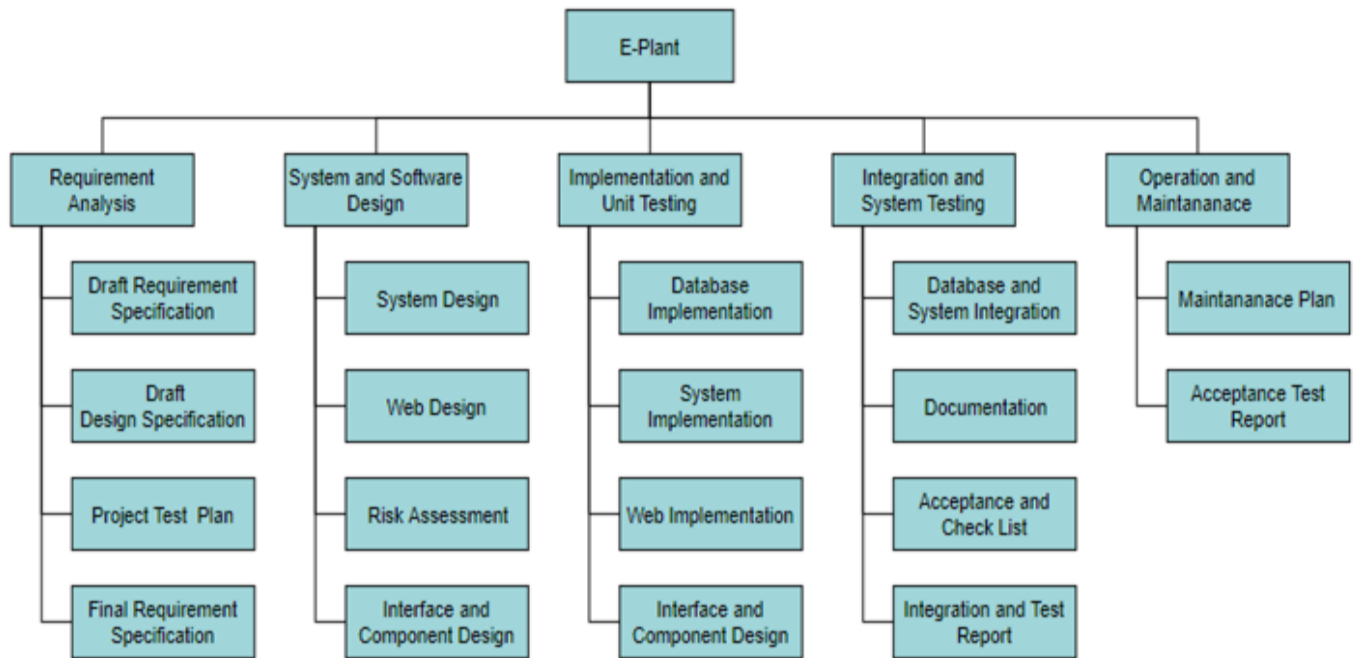 E-Plant
Requirement
Analysis
System and Software
Design
Implementation and
Unit Testing
Integration and
System Testing
Operation and
Maintananace
Draft Requirement
Specification
Draft
Design Specification
Project Test Plan
Final Requirement
Specification
System Design
Web Design
Risk Assessment
Interface and
Component Design
Database
Implementation
System
Implementation
Web Implementation
Interface and
Component Design
Database and
System Integration
Documentation
Acceptance and
Check List
Integration and Test
Report
Maintananace Plan
Acceptance Test
Report